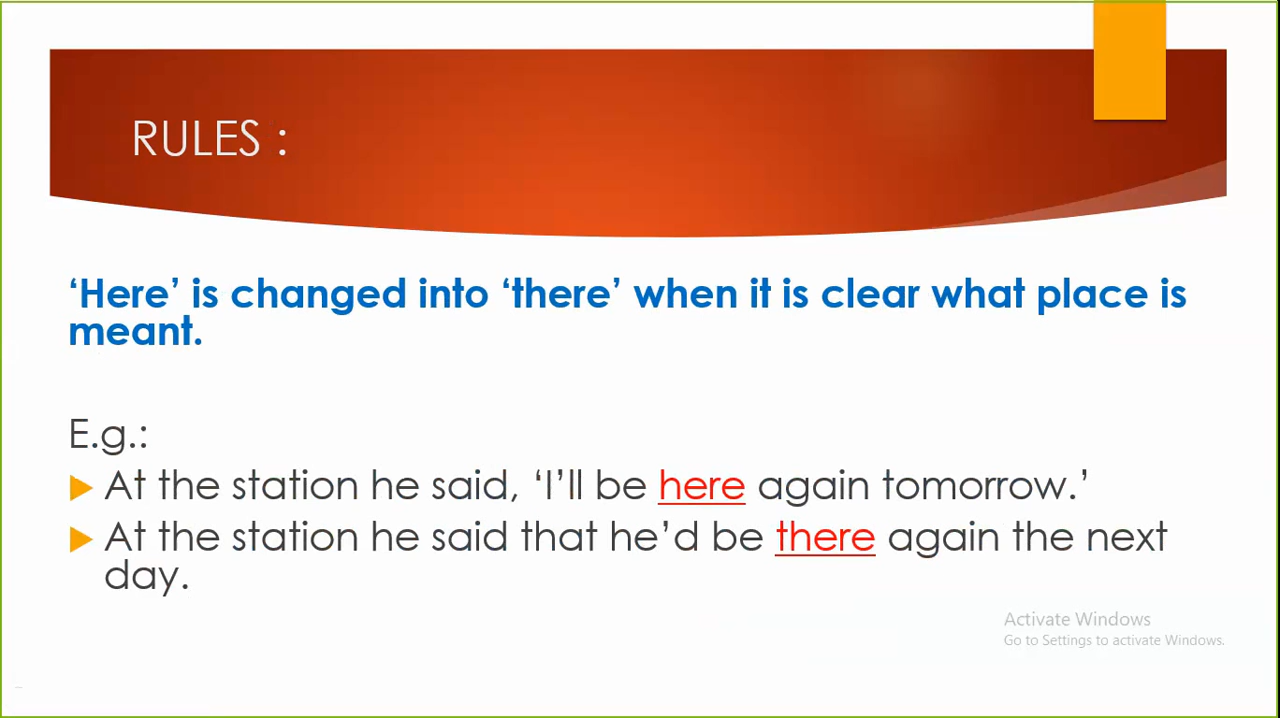 RULES :
‘Here’ is changed into ‘there’ when it is clear what place is
meant.
E.g.:
At the station he said, ‘I’ll be here again tomorrow.’
At the station he said that he’d be there again the next
day.
Activate Windows
Go to Settings to activate Windows.